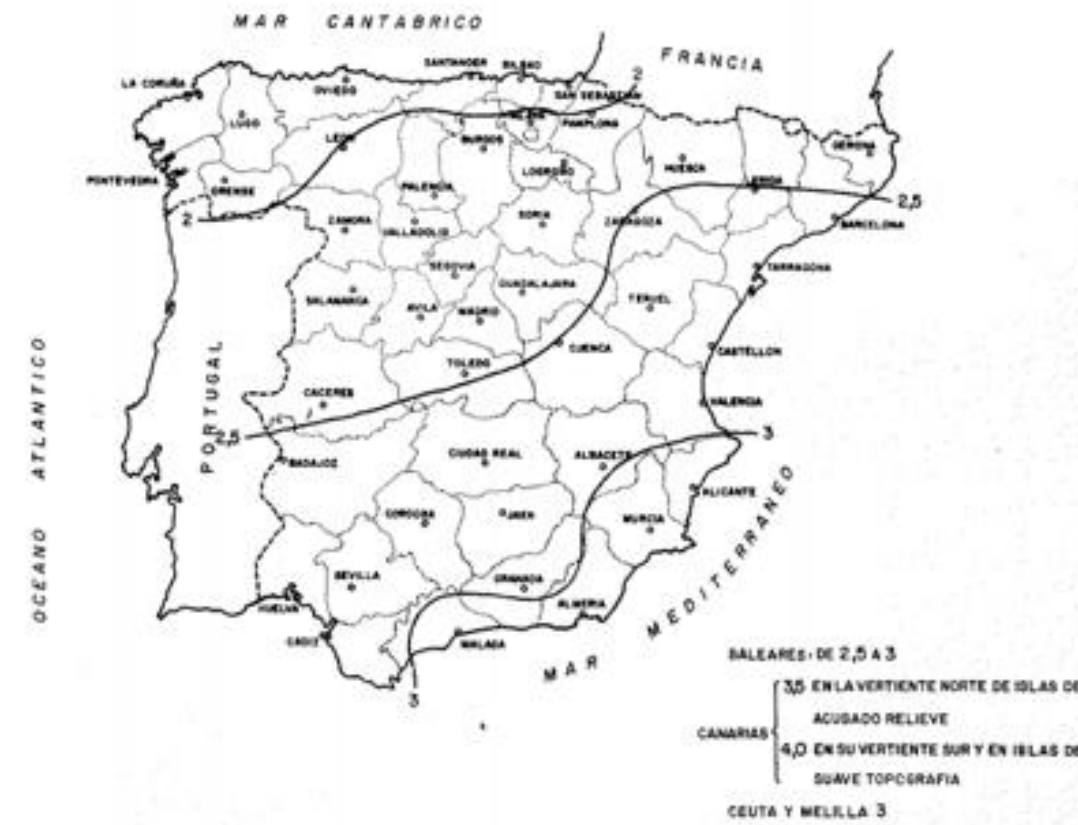 MAR CANTABRICO
FRANCIA
SANTANDER
BILBAO
LA CORUÑA
OVIEDO
SAN SEBASTIAN
2
LUGO
PAMPLONA
LEON
BURGOS
HUESCA
GERONA
LOGROÑO
PONTEVEDRA
ORENSE
PALENCIA
LERIDA
2,5
2
ZAMORA
VALLADOLID
SORIA
ZARAGOZA
BARCELONA
SEGOVIA
TARRAGONA
SALAMANCA
AVILA
MADRID
GUADALAJARA
TERUEL
CASTELLON
CUENCA
TOLEDO
OCEANO ATLANTICO
PORTUGAL
CACERES
VALENCIA
2,5
3
BADAJOZ
CIUDAD REAL
ALBACETE
ALICANTE
CORDOBA
JAEN
MURCIA
SEVILLA
GRANADA
ALMERIA
HUELVA
CADIZ
MALAGA
MAR MEDITERRANEO
3
BALEARES: DE 2,5 A 3
CANARIAS
3,5 EN LA VERTIENTE NORTE DE ISLAS DE
ACUSADO RELIEVE
4,0 EN SU VERTIENTE SUR Y EN ISLAS DE
SUAVE TOPOGRAFIA
CEUTA Y MELILLA 3